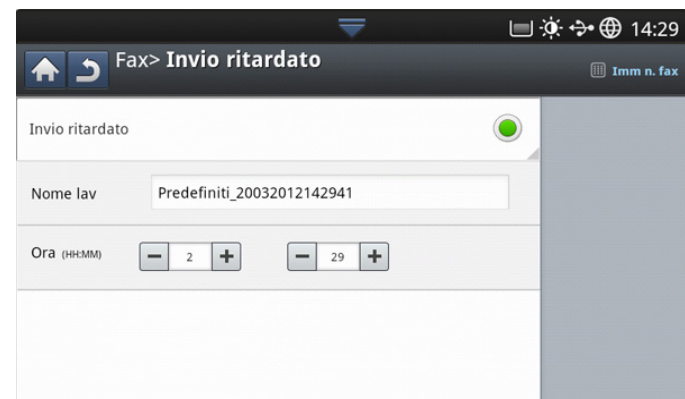 14:29
Fax> Invio ritardato
Imm n. fax
Invio ritardato
Nome lav Predefiniti_20032012142941
Ora (HH:MM) 2 29